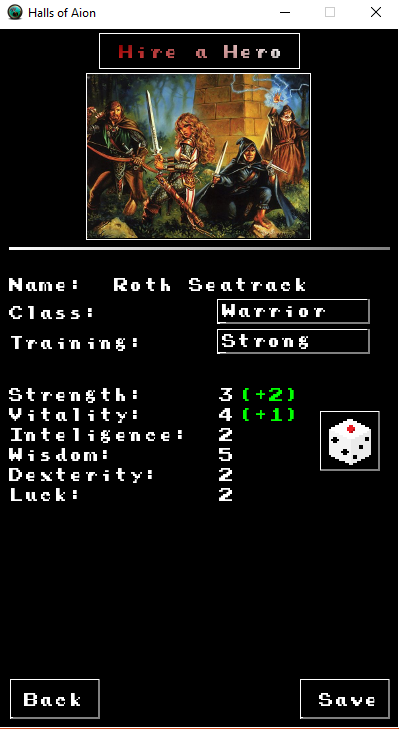 Halls of Aion
Hire a Hero
Name: Roth Seatrack
Class: Warrior
Training: Strong
Strength: 3 (+2)
Vitality: 4 (+1)
Inteligence: 2
Wisdom: 5
Dexterity: 2
Luck: 2
Back Save